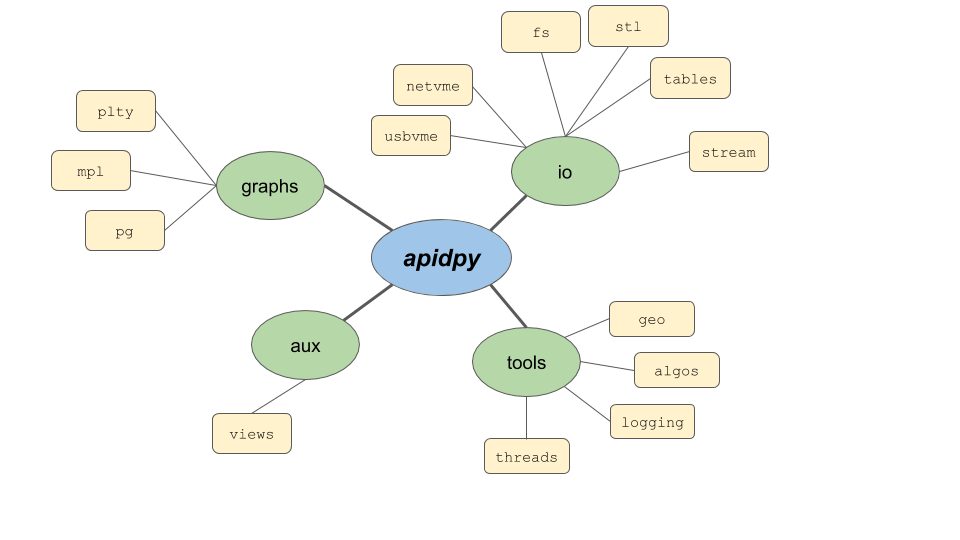 fs
stl
netvme
tables
plty
usbvme
stream
mpl
io
graphs
pg
apidpy
geo
aux
tools
algos
logging
views
threads